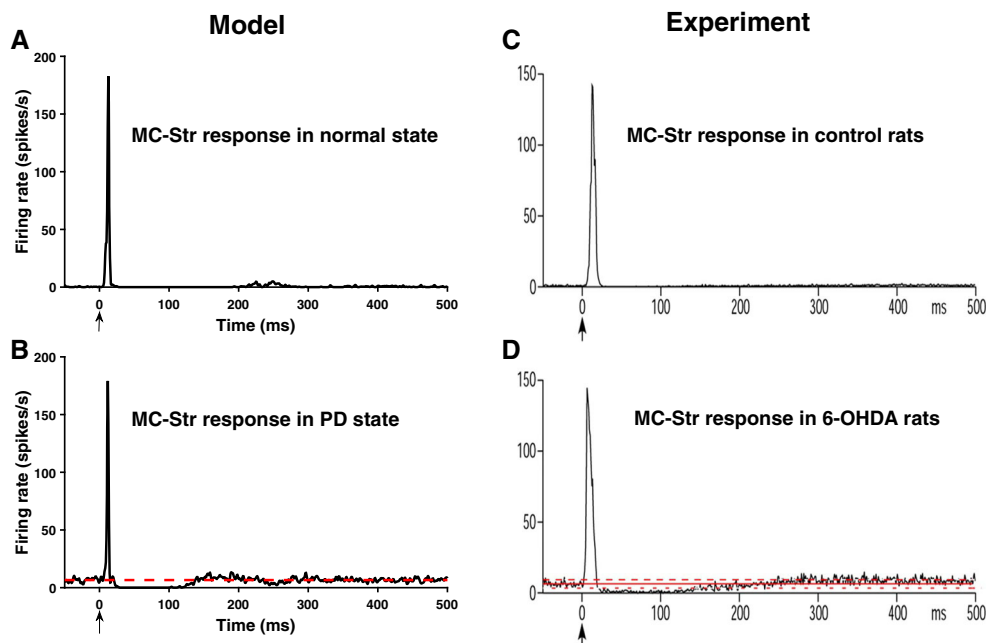 Model
Experiment
A
200
150
100
50
0
Firing rate (spikes/s)
MC-Str response in normal state
0 100 200 300 400 500
Time (ms)
B
200
150
100
50
0
Firing rate (spikes/s)
MC-Str response in PD state
0 100 200 300 400 500
Time (ms)
C
150
100
50
0
MC-Str response in control rats
0 100 200 300 400 ms 500
D
150
100
50
0
MC-Str response in 6-OHDA rats
0 100 200 300 400 ms 500